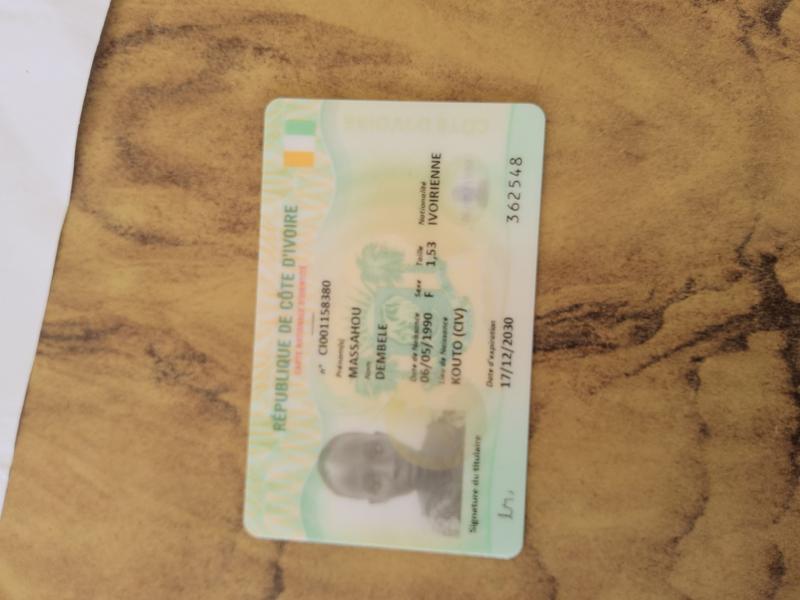 RÉPUBLIQUE DE CÔTE D'IVOIRE
CARTE NATIONALE D'IDENTITÉ
n° CI001158380
Prénom(s)
MASSAHOU
Nom
DEMBELE
Date de Naissance Sexe Taille Nationalité
06/05/1990 F 1,53 IVOIRIENNE
Lieu de Naissance
KOUTO (CIV)
Date d'expiration
17/12/2030
362548
Signature du titulaire
CÔTE D'IVOIRE